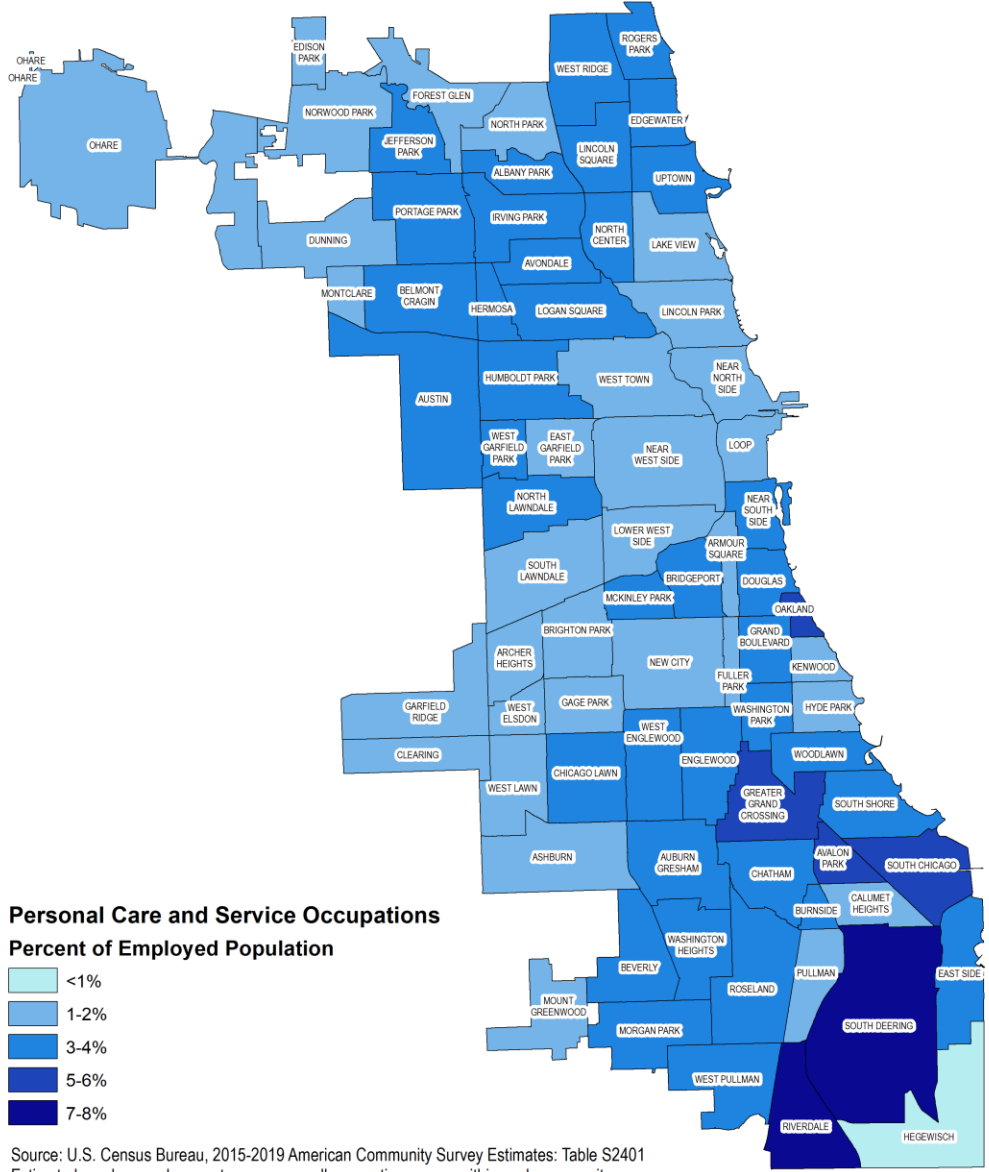 ROGERS
PARK
WEST RIDGE
EDISON
PARK
OHARE
OHARE
FOREST GLEN
NORWOOD PARK
NORTH PARK
EDGEWATER
OHARE
JEFFERSON
PARK
LINCOLN
SQUARE
ALBANY PARK
UPTOWN
PORTAGE PARK
IRVING PARK
NORTH
CENTER
DUNNING
LAKE VIEW
AVONDALE
MONTCLARE
BELMONT
CRAGIN
HERMOSA
LOGAN SQUARE
LINCOLN PARK
HUMBOLDT PARK
WEST TOWN
NEAR
NORTH
SIDE
AUSTIN
WEST
GARFIELD
PARK
EAST
GARFIELD
PARK
NEAR
WEST SIDE
LOOP
NORTH
LAWNDALE
NEAR
SOUTH
SIDE
LOWER WEST
SIDE
ARMOUR
SQUARE
SOUTH
LAWNDALE
BRIDGEPORT
DOUGLAS
MCKINLEY PARK
OAKLAND
BRIGHTON PARK
GRAND
BOULEVARD
ARCHER
HEIGHTS
NEW CITY
KENWOOD
FULLER
PARK
GARFIELD
RIDGE
WEST
ELSDON
GAGE PARK
WASHINGTON
PARK
HYDE PARK
WEST
ENGLEWOOD
CLEARING
ENGLEWOOD
WOODLAWN
CHICAGO LAWN
WEST LAWN
GREATER
GRAND
CROSSING
SOUTH SHORE
ASHBURN
AUBURN
GRESHAM
AVALON
PARK
SOUTH CHICAGO
CHATHAM
CALUMET
HEIGHTS
BURNSIDE
Personal Care and Service Occupations
Percent of Employed Population
<1%
1-2%
3-4%
5-6%
7-8%
WASHINGTON
HEIGHTS
BEVERLY
PULLMAN
EAST SIDE
ROSELAND
MOUNT
GREENWOOD
SOUTH DEERING
MORGAN PARK
WEST PULLMAN
RIVERDALE
HEGEWISCH
Source: U.S. Census Bureau, 2015-2019 American Community Survey Estimates: Table S2401